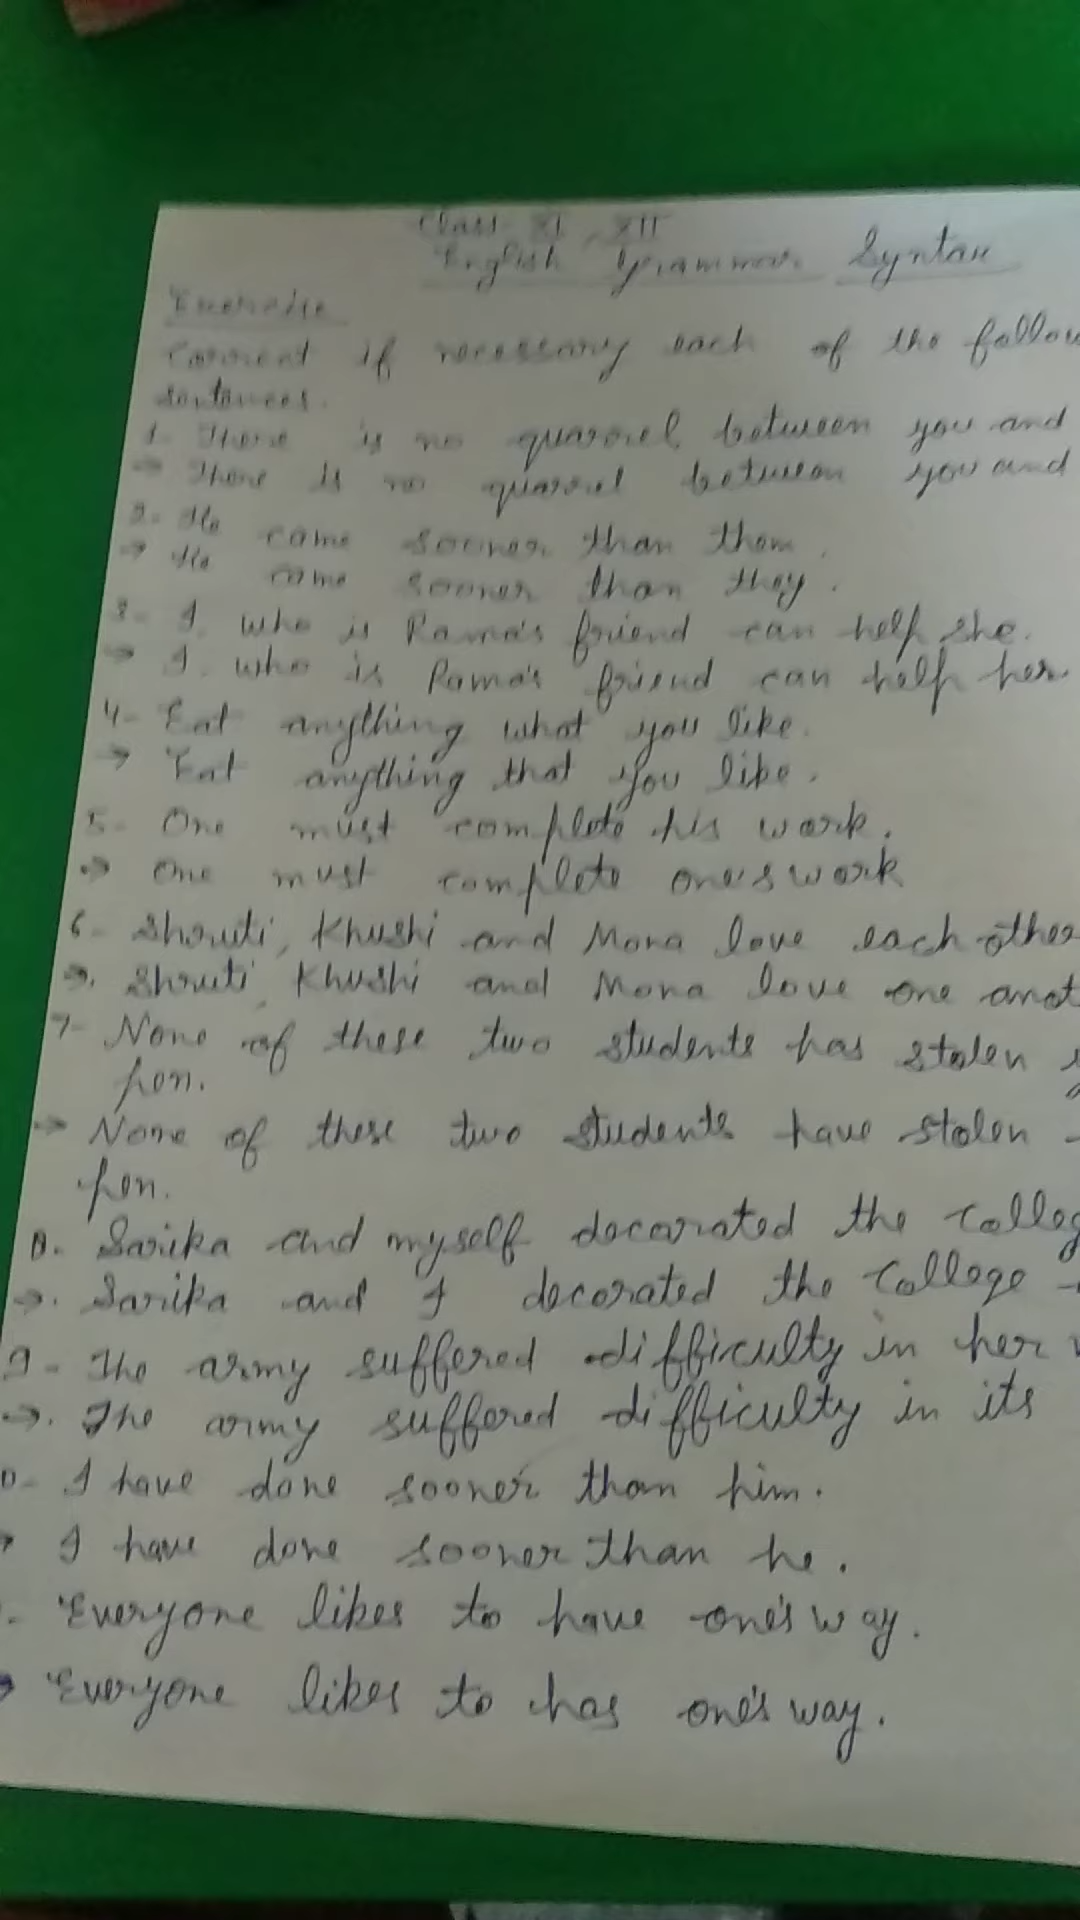 Class XI, XII
English Grammar Syntax
Exercise
Correct if necessary each of the
sentences.
1. There is no quarrel between you and
→ There is no quarrel between you and
2. He came sooner than them.
→ He came sooner than they.
3. I who is Rama's friend can help she.
→ I who is Rama's friend can help her
4- Eat anything what you like.
→ Eat anything that you like.
5- One must complete his work.
→ One must complete one's work
6- Shruti, Khushi and Mona love each other
→. Shruti, Khushi and Mona love one
7- None of these two students has stolen
pen.
→ None of these two students have stolen
pen.
8. Sarika and myself decorated the
→. Sarika and I decorated the College
9- The army suffered difficulty in her
→. The army suffered difficulty in its
0- I have done sooner than him.
→ I have done sooner than he.
. Everyone likes to have one's way.
→ Everyone likes to has one's way.